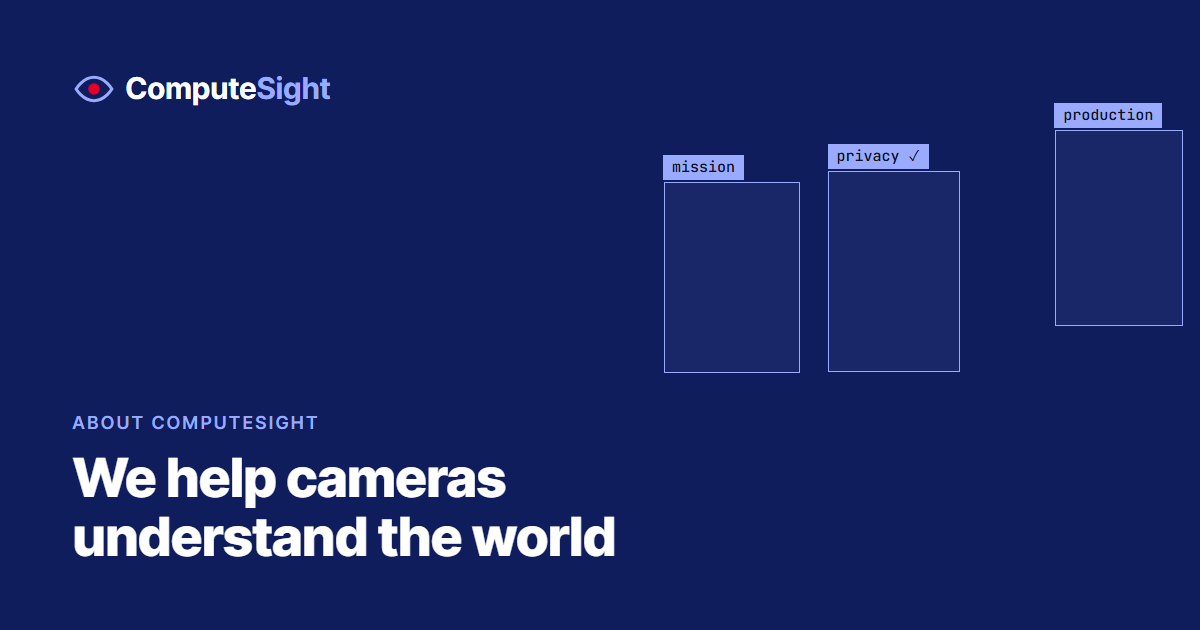 ComputeSight
production
privacy ✓
mission
ABOUT COMPUTESIGHT
We help cameras
understand the world